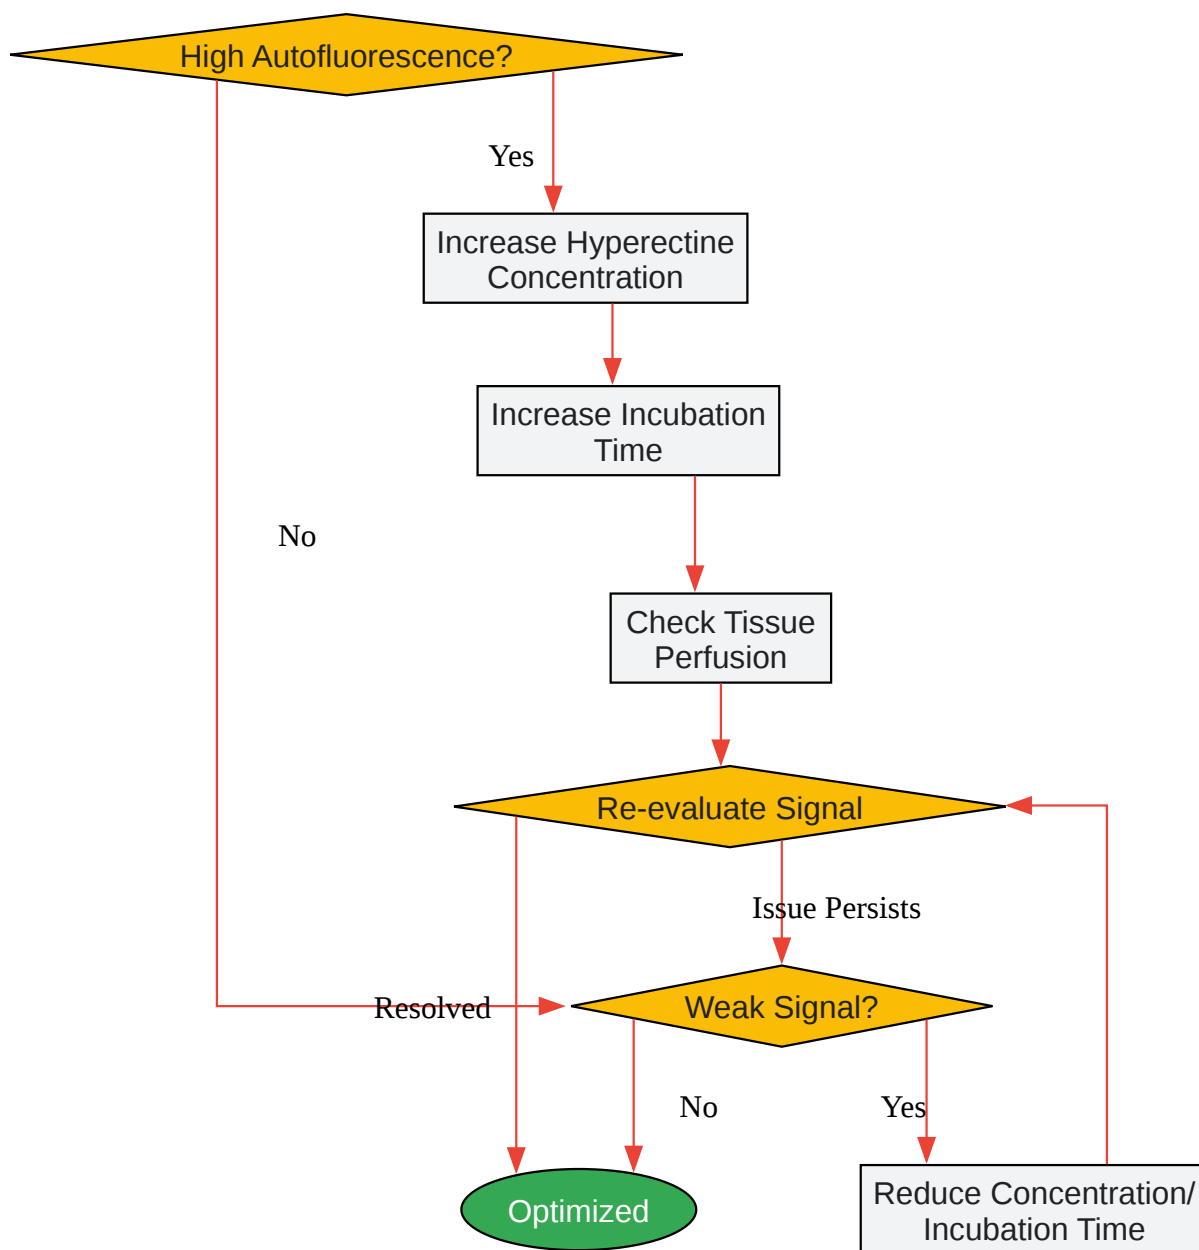 High Autofluorescence?
Yes
Increase Hyperectine
Concentration
Increase Incubation
Time
No
Check Tissue
Perfusion
Re-evaluate Signal
Issue Persists
Resolved
Weak Signal?
No
Yes
Optimized
Reduce Concentration/
Incubation Time